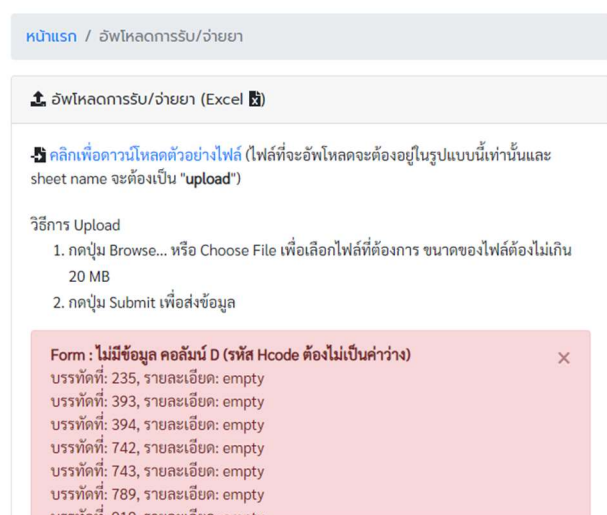 หน้าแรก / อัพโหลดการรับ/จ่ายยา
อัพโหลดการรับ/จ่ายยา (Excel )
คลิกเพื่อดาวน์โหลดตัวอย่างไฟล์ (ไฟล์ที่จะอัพโหลดจะต้องอยู่ในรูปแบบนี้เท่านั้นและ
sheet name จะต้องเป็น "upload")
วิธีการ Upload
1. กดปุ่ม Browse... หรือ Choose File เพื่อเลือกไฟล์ที่ต้องการ ขนาดของไฟล์ต้องไม่เกิน
20 MB
2. กดปุ่ม Submit เพื่อส่งข้อมูล
Form : ไม่มีข้อมูล คอลัมน์ D (รหัส Hcode ต้องไม่เป็นค่าว่าง) ×
บรรทัดที่: 235, รายละเอียด: empty
บรรทัดที่: 393, รายละเอียด: empty
บรรทัดที่: 394, รายละเอียด: empty
บรรทัดที่: 742, รายละเอียด: empty
บรรทัดที่: 743, รายละเอียด: empty
บรรทัดที่: 789, รายละเอียด: empty